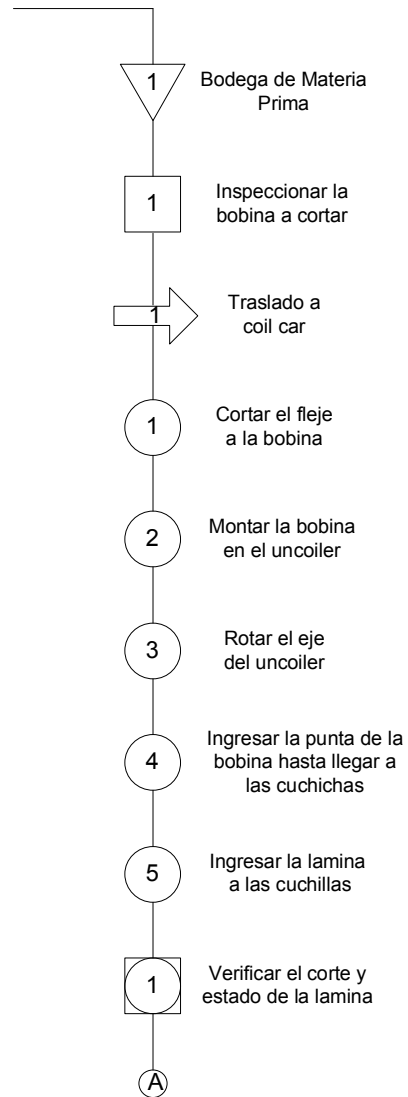 1
Bodega de Materia
Prima
1
Inspeccionar la
bobina a cortar
1
Traslado a
coil car
1
Cortar el fleje
a la bobina
2
Montar la bobina
en el uncoiler
3
Rotar el eje
del uncoiler
4
Ingresar la punta de la
bobina hasta llegar a
las cuchichas
5
Ingresar la lamina
a las cuchillas
1
Verificar el corte y
estado de la lamina
A